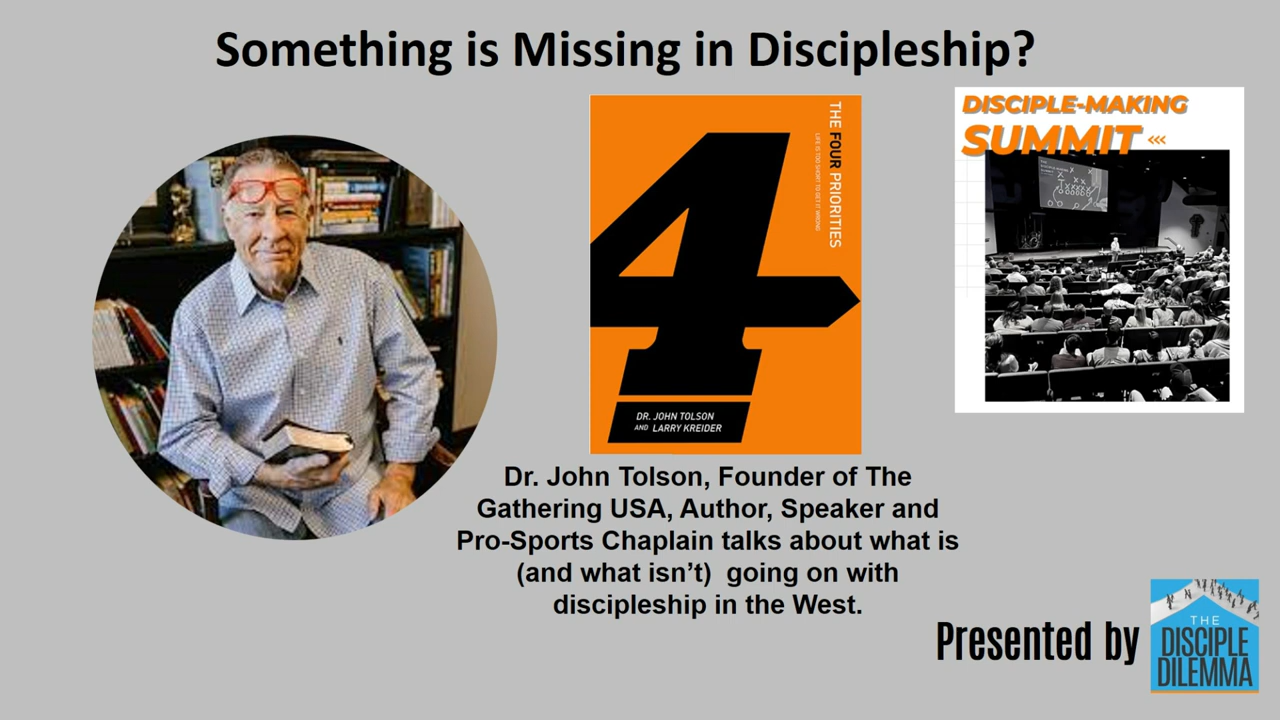 Something is Missing in Discipleship?
THE FOUR PRIORITIES
LIFE IS TOO SHORT TO GET IT WRONG
4
DR. JOHN TOLSON
AND LARRY KREIDER
DISCIPLE-MAKING
SUMMIT <<<
Dr. John Tolson, Founder of The
Gathering USA, Author, Speaker and
Pro-Sports Chaplain talks about what is
(and what isn’t)  going on with
discipleship in the West.
Presented by
THE
DISCIPLE
DILEMMA